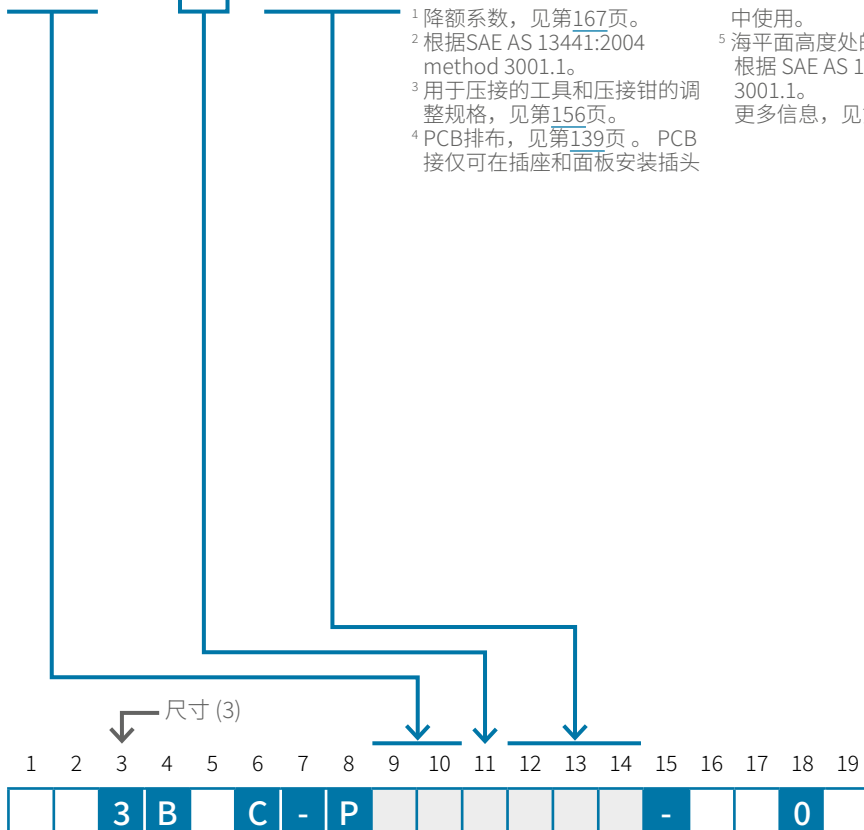 ¹ 降额系数，见第167页。
² 根据SAE AS 13441:2004
method 3001.1。
³ 用于压接的工具和压接钳的调
整规格，见第156页。
⁴ PCB排布，见第139页 。 PCB
接仅可在插座和面板安装插头
中使用。
⁵ 海平面高度处的
根据 SAE AS 1
3001.1。
更多信息，见
尺寸 (3)
1 2 3 4 5 6 7 8 9 10 11 12 13 14 15 16 17 18 19
3 B C - P - 0